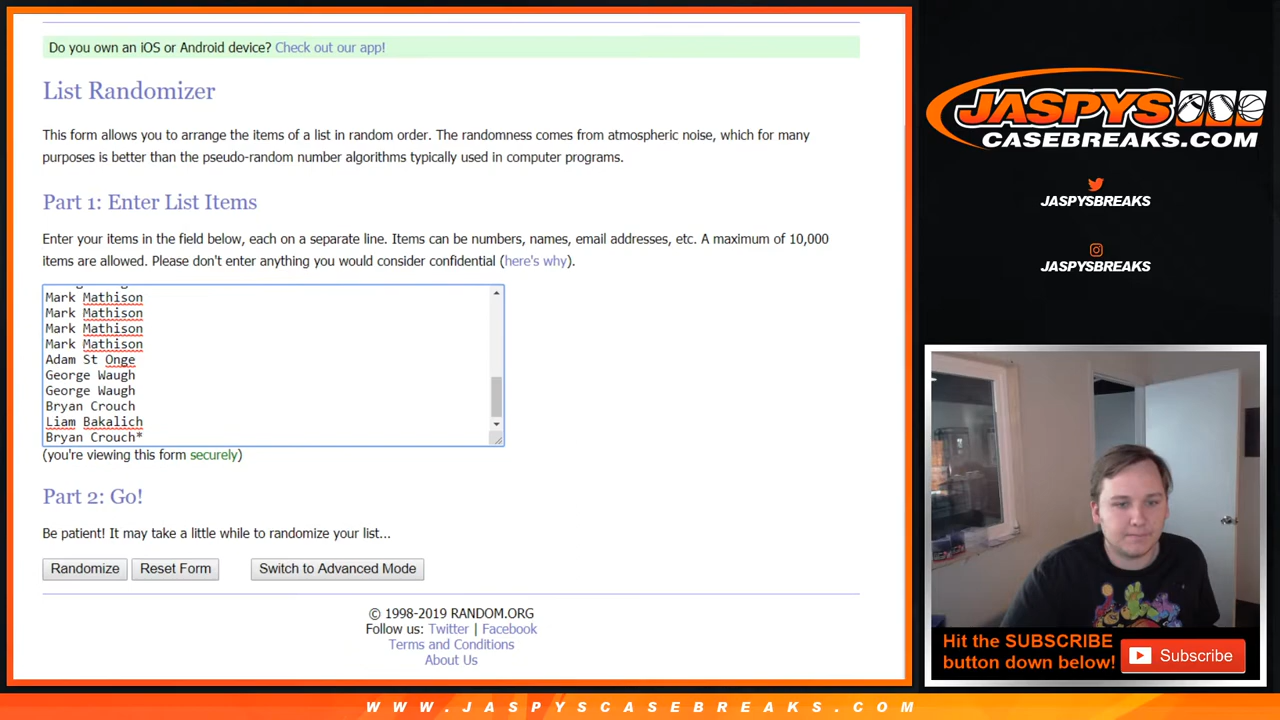 Do you own an iOS or Android device? Check out our app!
List Randomizer
This form allows you to arrange the items of a list in random order. The randomness comes from atmospheric noise, which for many
purposes is better than the pseudo-random number algorithms typically used in computer programs.
Part 1: Enter List Items
Enter your items in the field below, each on a separate line. Items can be numbers, names, email addresses, etc. A maximum of 10,000
items are allowed. Please don't enter anything you would consider confidential (here's why).
Mark Mathison
Mark Mathison
Mark Mathison
Mark Mathison
Adam St Onge
George Waugh
George Waugh
Bryan Crouch
Liam Bakalich
Bryan Crouch*
(you're viewing this form securely)
Part 2: Go!
Be patient! It may take a little while to randomize your list...
Randomize
Reset Form
Switch to Advanced Mode
© 1998-2019 RANDOM.ORG
Follow us: Twitter | Facebook
Terms and Conditions
About Us
JASPYS
CASEBREAKS.COM
JASPYSBREAKS
JASPYSBREAKS
Hit the SUBSCRIBE
button down below!
Subscribe
WWW.JASPYSCASEBREAKS.COM